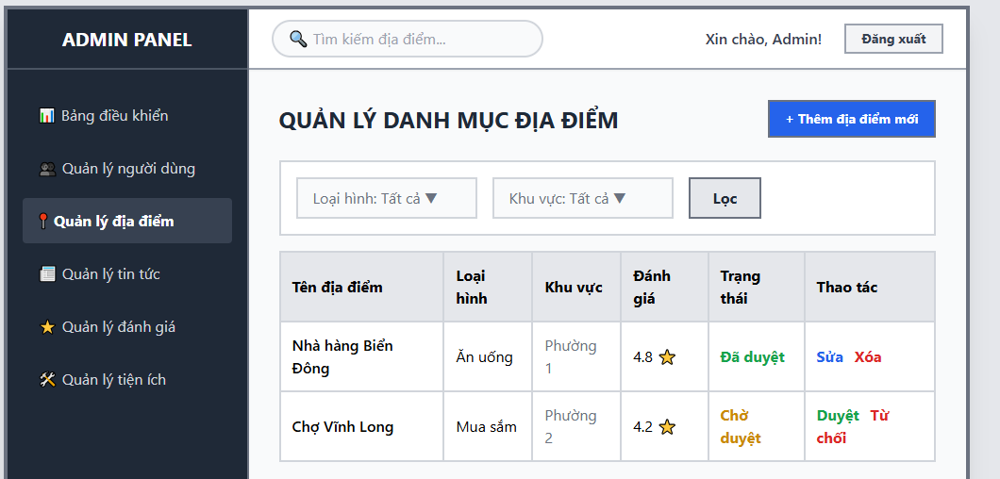 ADMIN PANEL
🔍 Tìm kiếm địa điểm...
Xin chào, Admin!
Đăng xuất
📊 Bảng điều khiển
👥 Quản lý người dùng
📍 Quản lý địa điểm
📰 Quản lý tin tức
⭐ Quản lý đánh giá
🛠 Quản lý tiện ích
QUẢN LÝ DANH MỤC ĐỊA ĐIỂM
+ Thêm địa điểm mới
Loại hình: Tất cả ▼
Khu vực: Tất cả ▼
Lọc
Tên địa điểm
Loại
hình
Khu vực
Đánh
giá
Trạng
thái
Thao tác
Nhà hàng Biển
Đông
Ăn uống
Phường
1
4.8 ⭐
Đã duyệt
Sửa Xóa
Chợ Vĩnh Long
Mua sắm
Phường
2
4.2 ⭐
Chờ
duyệt
Duyệt Từ
chối